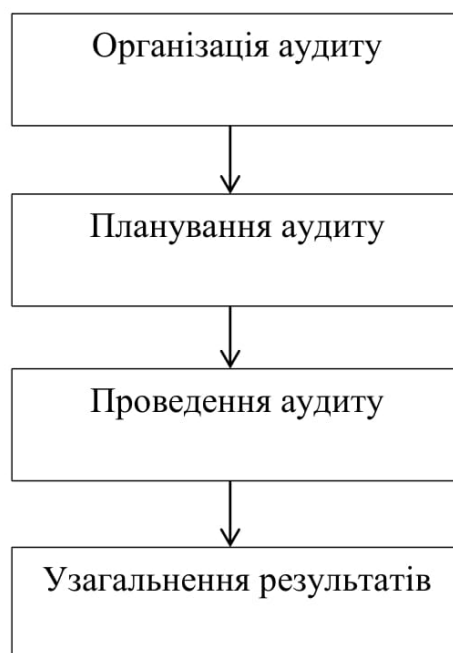 Організація аудиту
Планування аудиту
Проведення аудиту
Узагальнення результатів